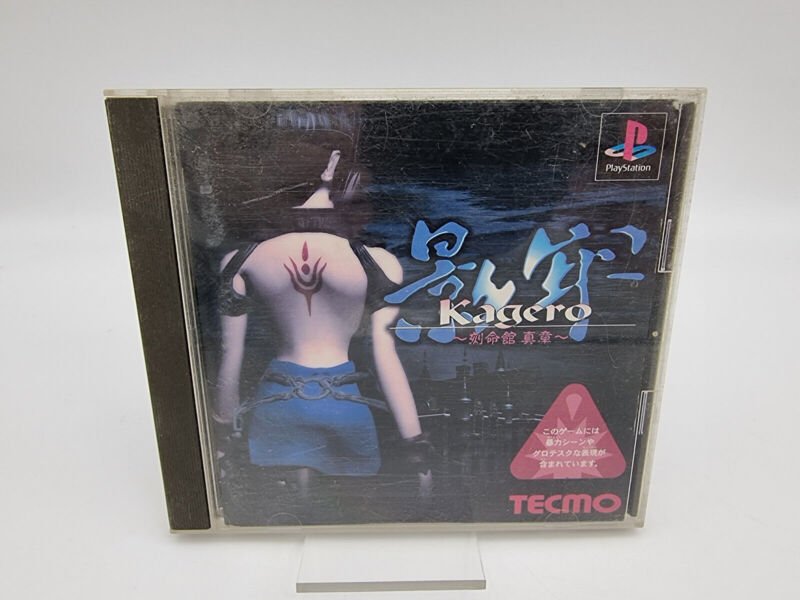 PlayStation
影牢
Kagero
～刻命館 真章～
このゲームには
暴力シーンや
グロテスクな表現が
含まれています。
TECMO